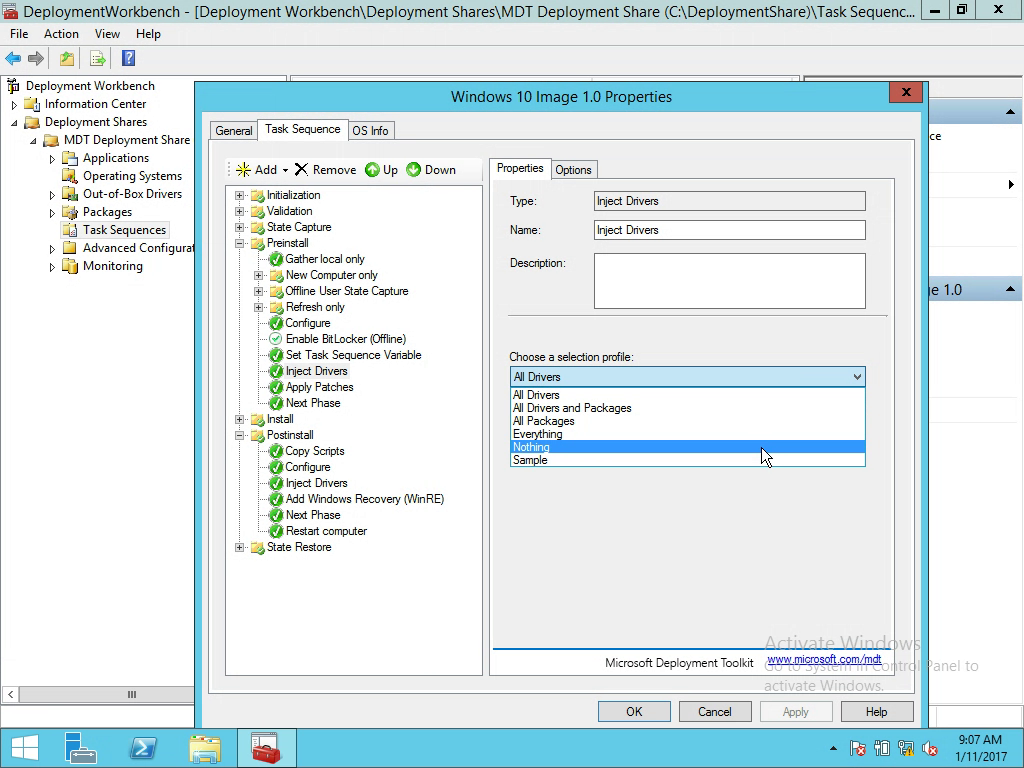 DeploymentWorkbench - [Deployment Workbench\Deployment Shares\MDT Deployment Share (C:\DeploymentShare)\Task Sequenc...
File Action View Help
Deployment Workbench
Information Center
Deployment Shares
MDT Deployment Share
Applications
Operating Systems
Out-of-Box Drivers
Packages
Task Sequences
Advanced Configurat
Monitoring
Windows 10 Image 1.0 Properties
General Task Sequence OS Info
Add Remove Up Down
Initialization
Validation
State Capture
Preinstall
Gather local only
New Computer only
Offline User State Capture
Refresh only
Configure
Enable BitLocker (Offline)
Set Task Sequence Variable
Inject Drivers
Apply Patches
Next Phase
Install
Postinstall
Copy Scripts
Configure
Inject Drivers
Add Windows Recovery (WinRE)
Next Phase
Restart computer
State Restore
Properties Options
Type: Inject Drivers
Name: Inject Drivers
Description:
Choose a selection profile:
All Drivers
All Drivers
All Drivers and Packages
All Packages
Everything
Nothing
Sample
Microsoft Deployment Toolkit www.microsoft.com/mdt
OK Cancel Apply Help
ce
ge 1.0
Activate Windows
Go to System in Control Panel to
activate Windows.
9:07 AM
1/11/2017